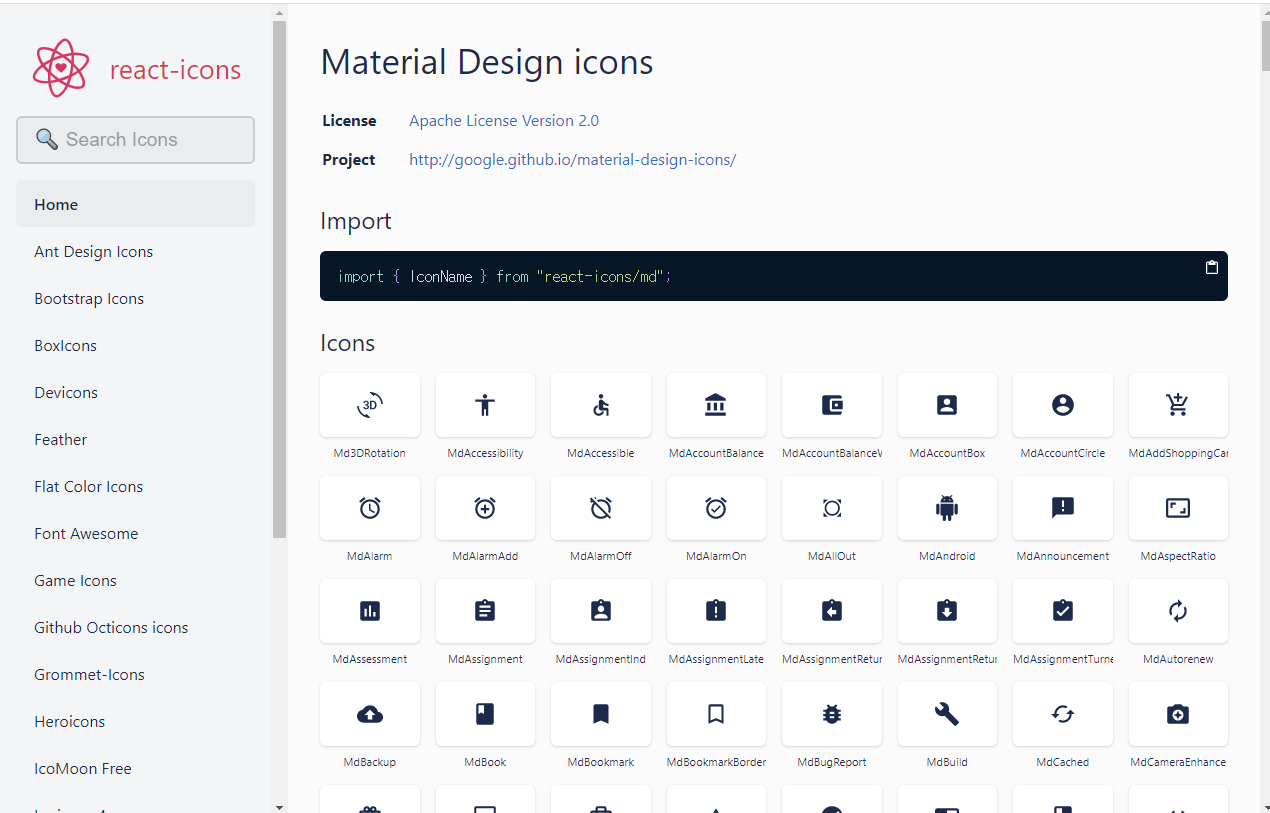 react-icons
Search Icons
Home
Ant Design Icons
Bootstrap Icons
BoxIcons
Devicons
Feather
Flat Color Icons
Font Awesome
Game Icons
Github Octicons icons
Grommet-Icons
Heroicons
IcoMoon Free
Material Design icons
License Apache License Version 2.0
Project http://google.github.io/material-design-icons/
Import
import { IconName } from "react-icons/md";
Icons
3D
Md3DRotation MdAccessibility MdAccessible MdAccountBalance MdAccountBalanceW MdAccountBox MdAccountCircle MdAddShoppingCar
MdAlarm MdAlarmAdd MdAlarmOff MdAlarmOn MdAllOut MdAndroid MdAnnouncement MdAspectRatio
MdAssessment MdAssignment MdAssignmentInd MdAssignmentLate MdAssignmentRetur MdAssignmentRetur MdAssignmentTurne MdAutorenew
MdBackup MdBook MdBookmark MdBookmarkBorder MdBugReport MdBuild MdCached MdCameraEnhance